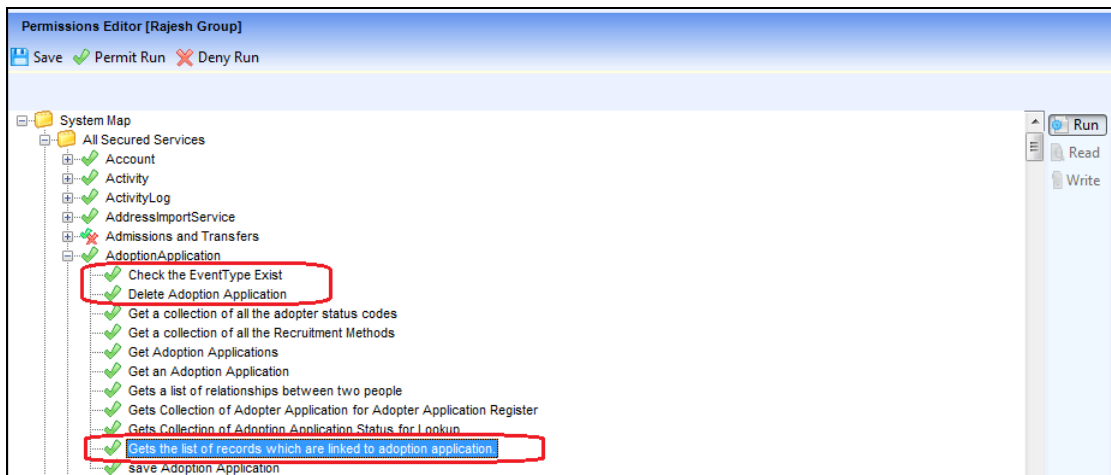 Permissions Editor [Rajesh Group]
Save Permit Run Deny Run
System Map
All Secured Services
Account
Activity
ActivityLog
AddressImportService
Admissions and Transfers
AdoptionApplication
Check the EventType Exist
Delete Adoption Application
Get a collection of all the adopter status codes
Get a collection of all the Recruitment Methods
Get Adoption Applications
Get an Adoption Application
Gets a list of relationships between two people
Gets Collection of Adopter Application for Adopter Application Register
Gets Collection of Adoption Application Status for Lookup
Gets the list of records which are linked to adoption application.
save Adoption Application
Run
Read
Write